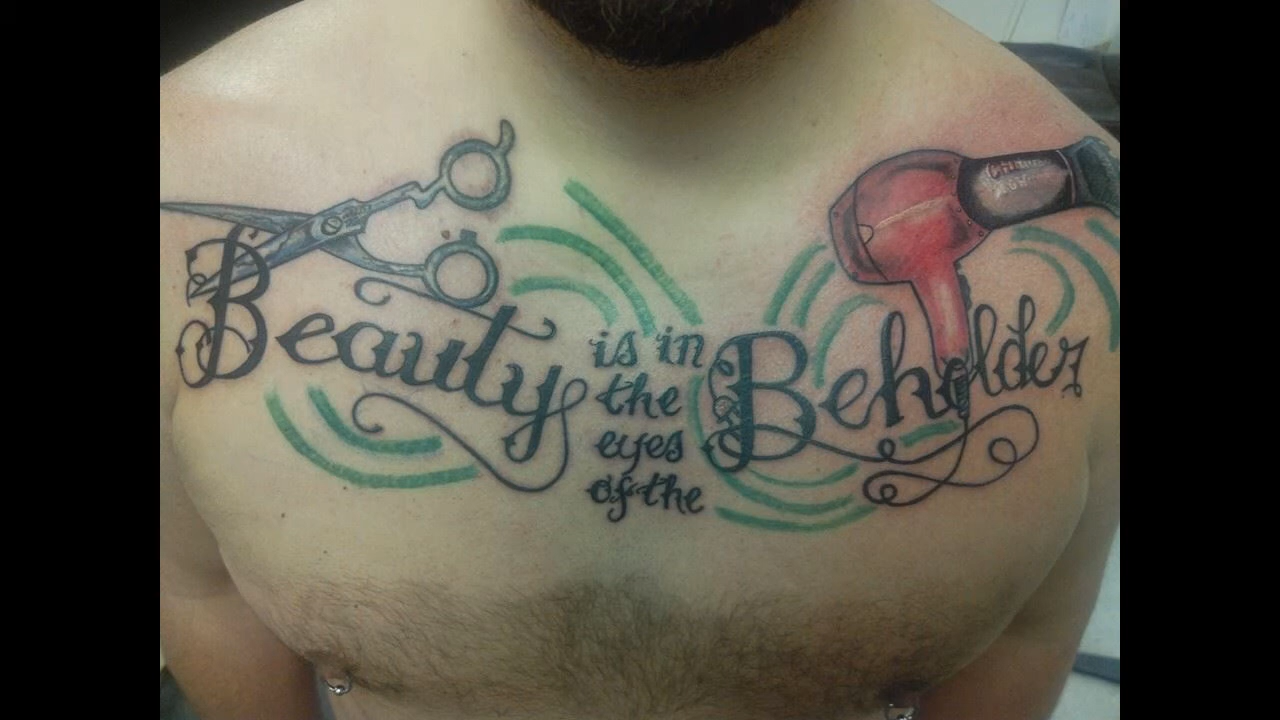 Beauty
is in
the
eyes
of the
Beholder